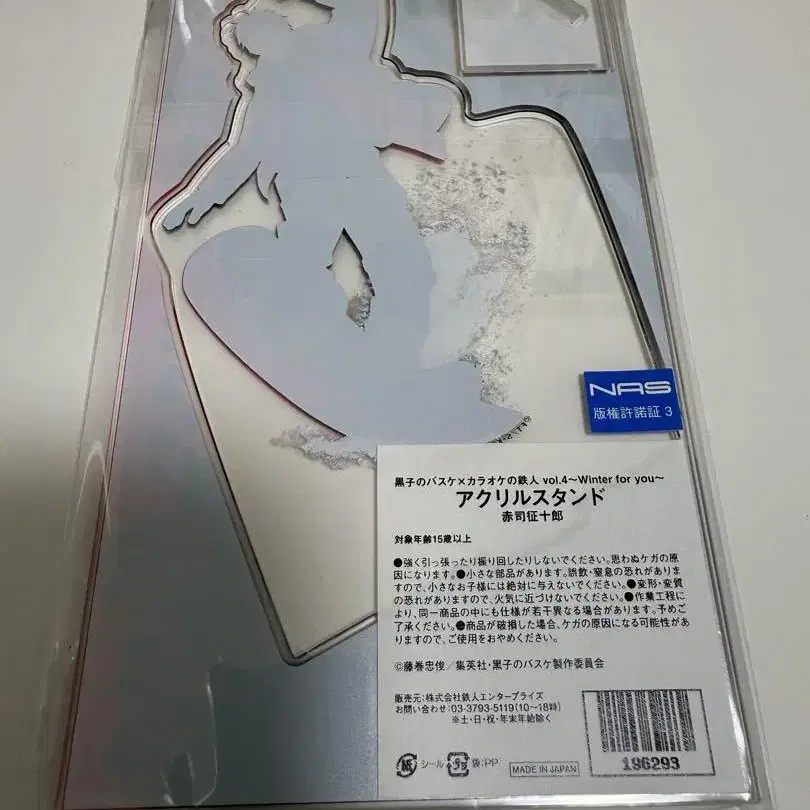 NAS
版権許諾証 3
黒子のバスケ×カラオケの鉄人 vol.4〜Winter for you〜
アクリルスタンド
赤司征十郎
対象年齢15歳以上
●強く引っ張ったり振り回したりしないでください。思わぬケガの原
因になります。●小さな部品があります。誤飲・窒息の恐れがありま
すので、小さなお子様には絶対に与えないでください。●変形・変質
の恐れがありますので、火気に近づけないでください。●作業工程に
より、同一商品の中にも仕様が若干異なる場合があります。予めご
了承ください。●商品が破損した場合、ケガの原因になる可能性があ
りますので、ご使用をおやめください。
©藤巻忠俊／集英社・黒子のバスケ製作委員会
販売元：株式会社鉄人エンタープライズ
お問い合わせ：03-3793-5119（10〜18時）
※土・日・祝・年末年始除く
シール 袋：PP
MADE IN JAPAN
196293